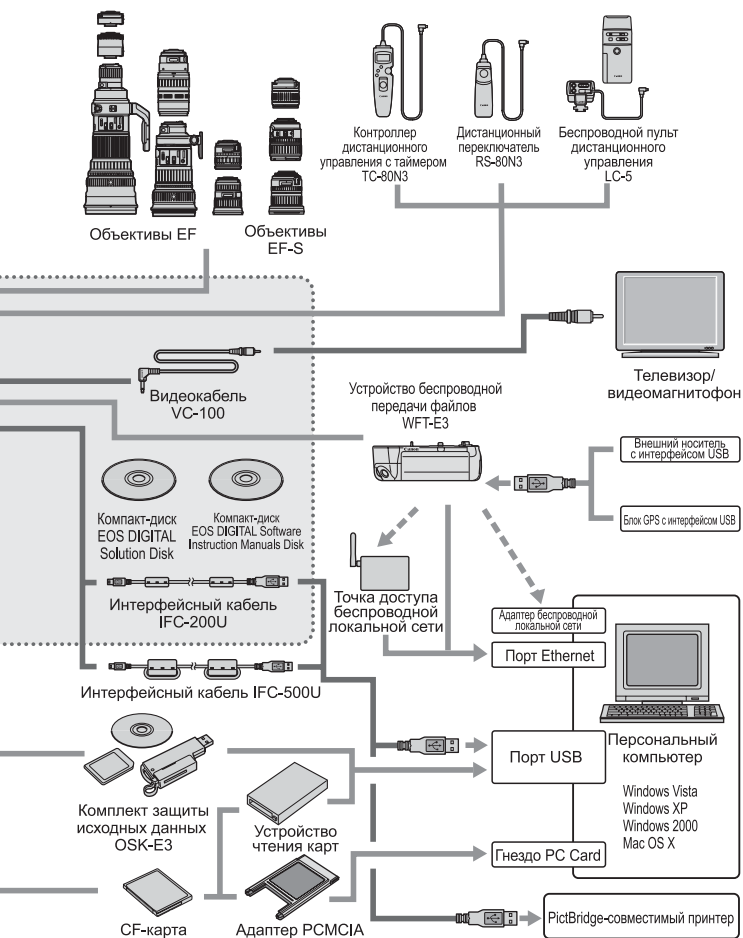 Контроллер
дистанционного
управления с таймером
TC-80N3
Дистанционный
переключатель
RS-80N3
Беспроводной пульт
дистанционного
управления
LC-5
Объективы EF
Объективы
EF-S
Видеокабель
VC-100
Телевизор/
видеомагнитофон
Устройство беспроводной
передачи файлов
WFT-E3
Canon
Внешний носитель
с интерфейсом USB
Блок GPS с интерфейсом USB
Компакт-диск
EOS DIGITAL
Solution Disk
Компакт-диск
EOS DIGITAL Software
Instruction Manuals Disk
Интерфейсный кабель
IFC-200U
Точка доступа
беспроводной
локальной сети
Адаптер беспроводной
локальной сети
Порт Ethernet
Интерфейсный кабель IFC-500U
Порт USB
Персональный
компьютер
Windows Vista
Windows XP
Windows 2000
Mac OS X
Комплект защиты
исходных данных
OSK-E3
Устройство
чтения карт
Гнездо PC Card
CF-карта
Адаптер PCMCIA
PictBridge-совместимый принтер